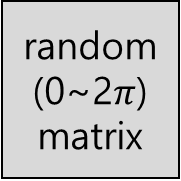 random
(0~2π)
matrix